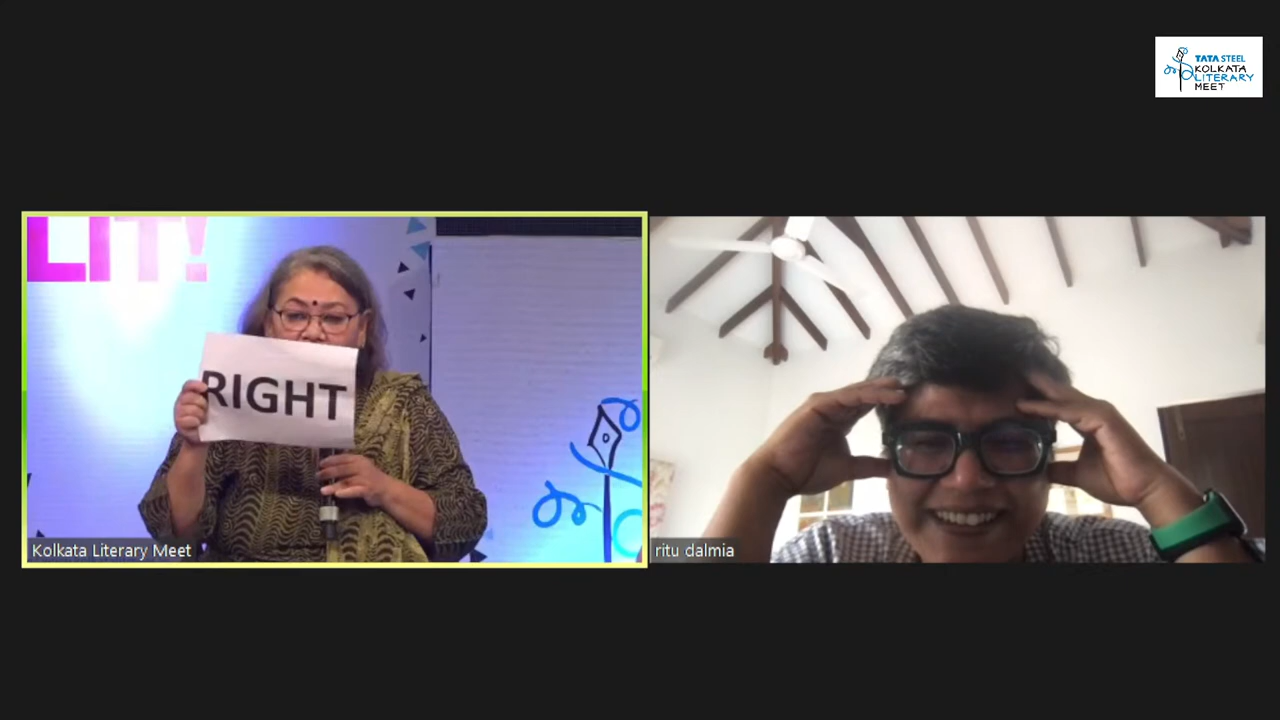 TATA STEEL
KOLKATA
LITERARY
MEET
LIT!
RIGHT
Kolkata Literary Meet
ritu dalmia